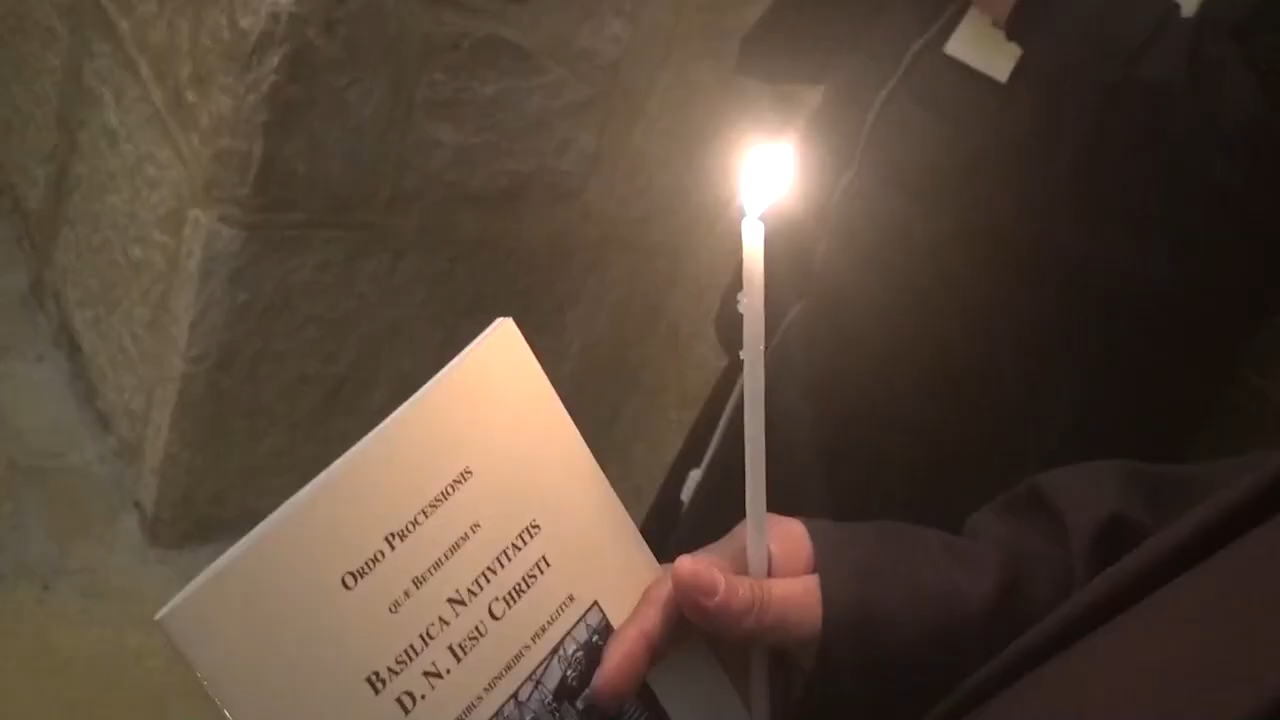 ORDO PROCESSIONIS
QUÆ BETHLEHEM IN
BASILICA NATIVITATIS
D. N. IESU CHRISTI
MINORIBUS PERAGITUR